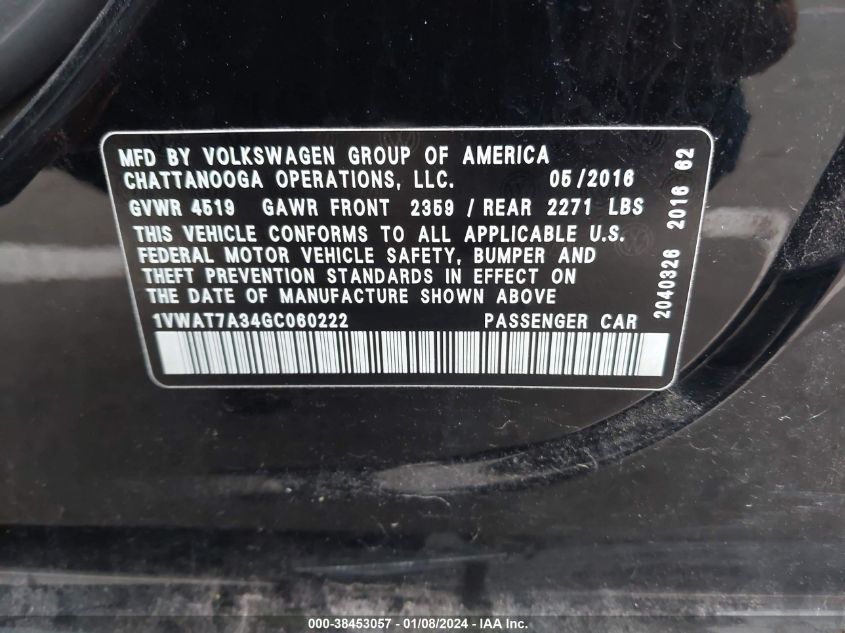 MFD BY VOLKSWAGEN GROUP OF AMERICA
CHATTANOOGA OPERATIONS, LLC. 05/2016
GVWR 4519 GAWR FRONT 2359 / REAR 2271 LBS
THIS VEHICLE CONFORMS TO ALL APPLICABLE U.S.
FEDERAL MOTOR VEHICLE SAFETY, BUMPER AND
THEFT PREVENTION STANDARDS IN EFFECT ON
THE DATE OF MANUFACTURE SHOWN ABOVE
1VWAT7A34GC060222 PASSENGER CAR
2040326 2016 62
000-38453057 - 01/08/2024 - IAA Inc.